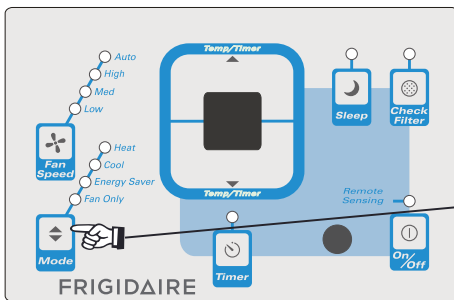 Temp/Timer
Auto
High
Med
Low
Fan
Speed
Sleep
Check
Filter
Heat
Cool
Energy Saver
Fan Only
Temp/Timer
Remote
Sensing
Mode
Timer
On/Off
FRIGIDAIRE